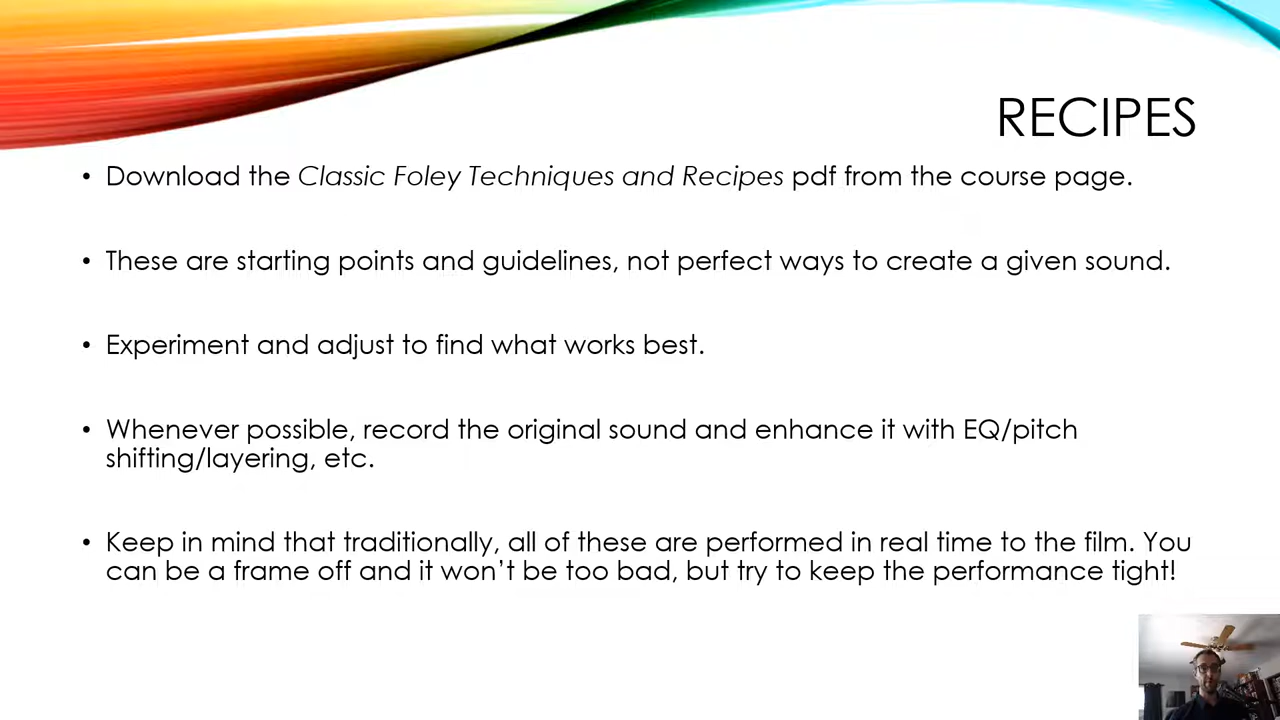 RECIPES
• Download the Classic Foley Techniques and Recipes pdf from the course page.
• These are starting points and guidelines, not perfect ways to create a given sound.
• Experiment and adjust to find what works best.
• Whenever possible, record the original sound and enhance it with EQ/pitch
shifting/layering, etc.
• Keep in mind that traditionally, all of these are performed in real time to the film. You
can be a frame off and it won’t be too bad, but try to keep the performance tight!